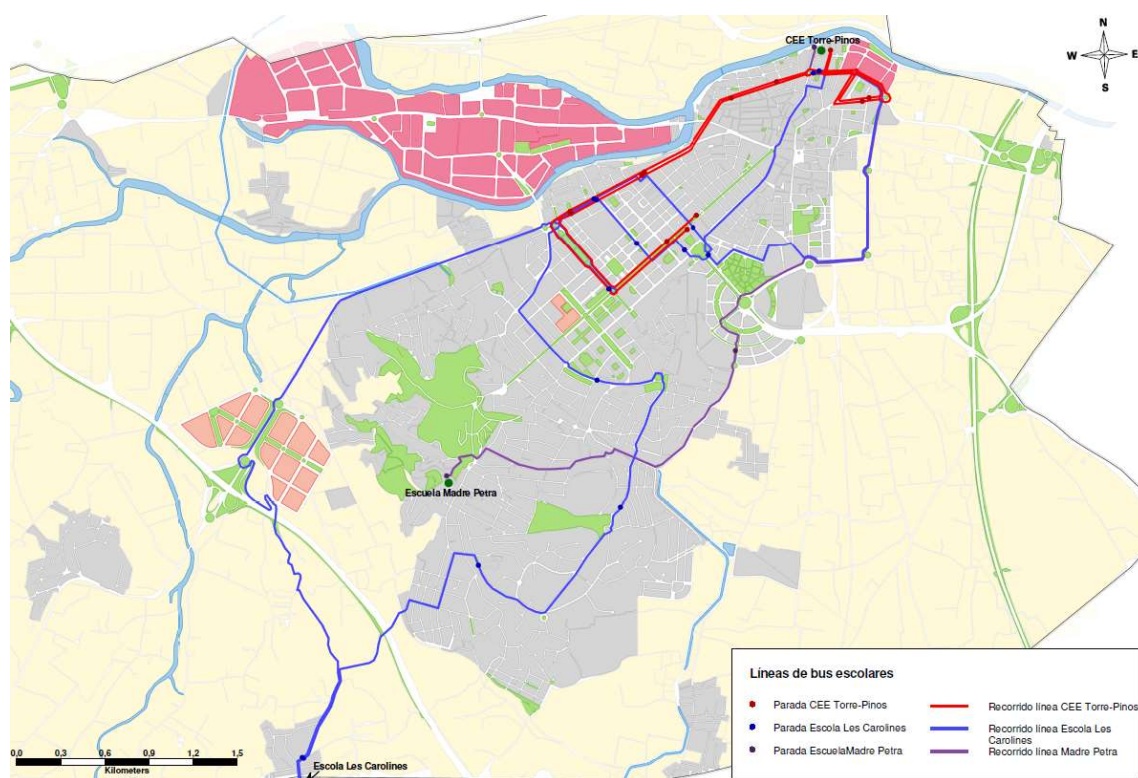 CEE Torre-Pinos
N
W
E
S
Escuela Madre Petra
Líneas de bus escolares
Parada CEE Torre-Pinos
Recorrido línea CEE Torre-Pinos
Parada Escola Les Carolines
Recorrido línea Escola Les
Carolines
Parada EscuelaMadre Petra
Recorrido línea Madre Petra
0,0
0,3
0,6
0,9
1,2
1,5
Kilometers
Escola Les Carolines